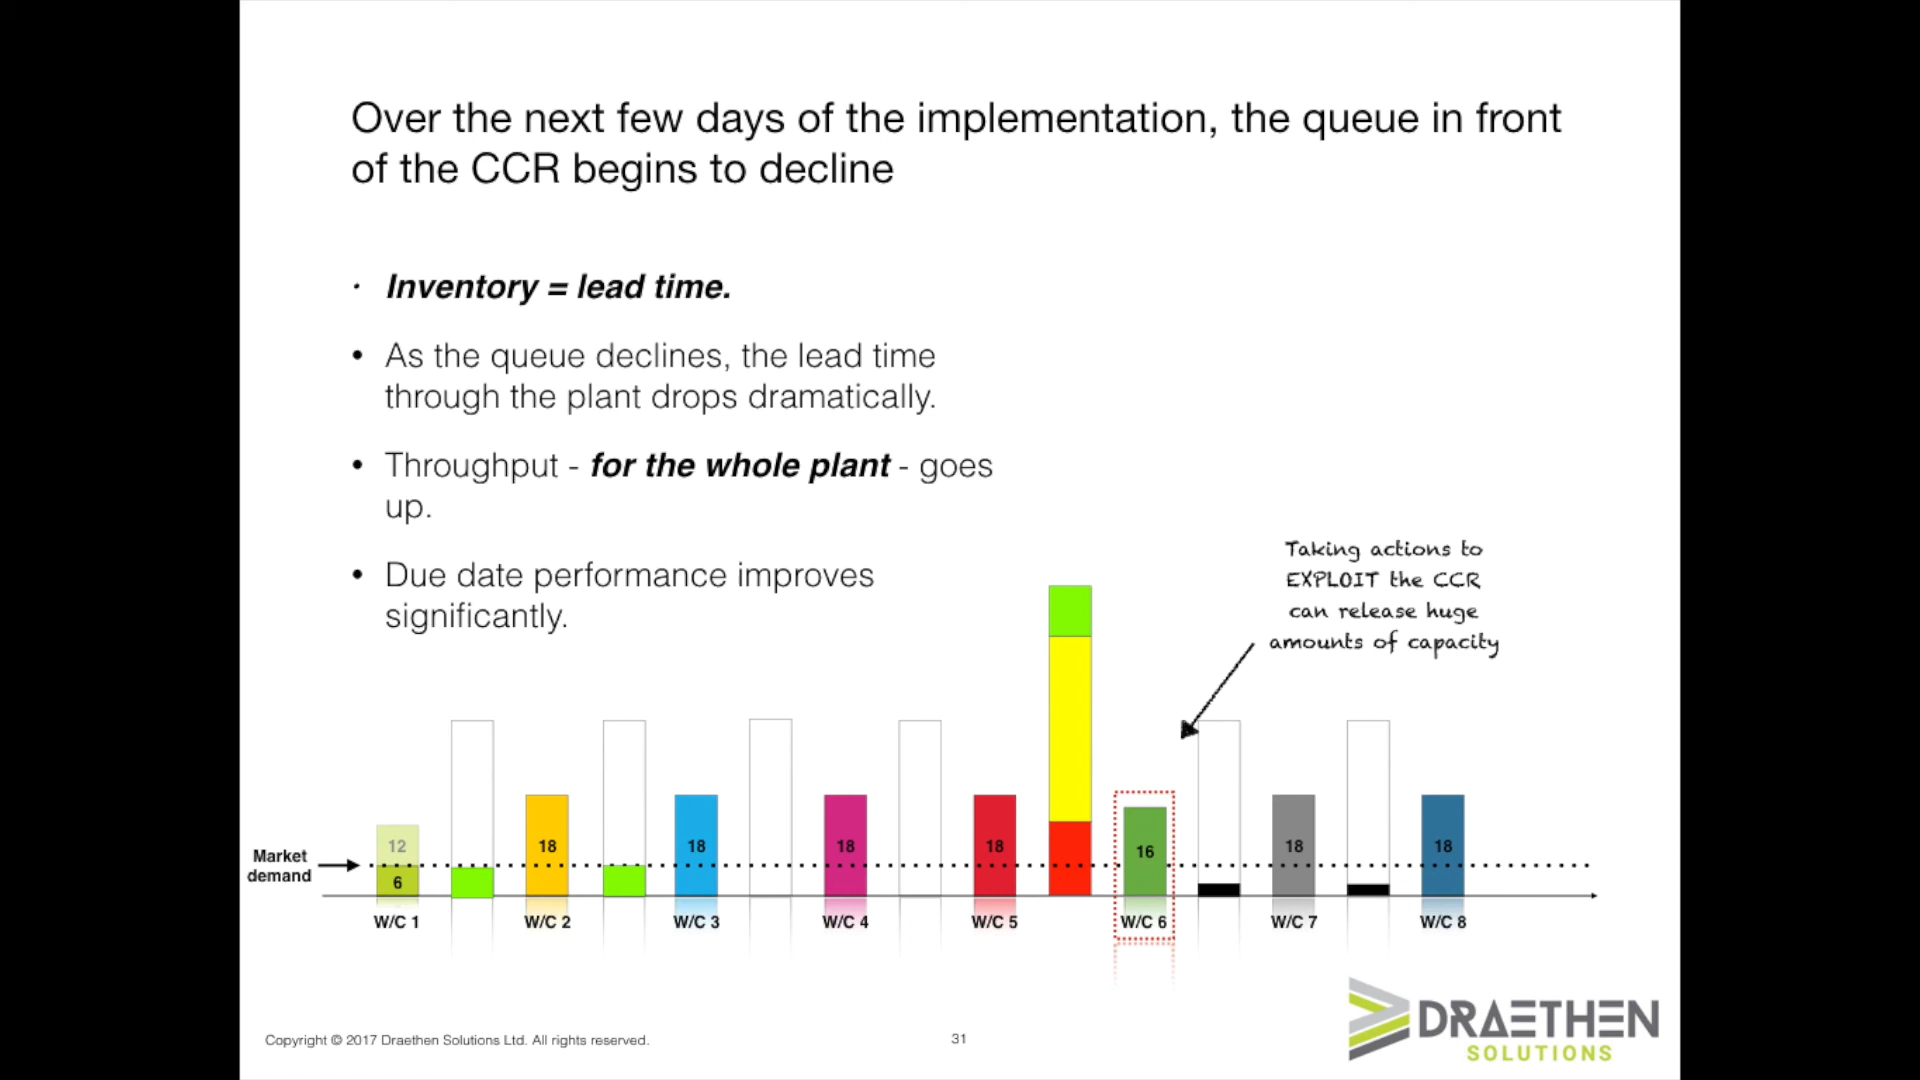 Over the next few days of the implementation, the queue in front
of the CCR begins to decline
· Inventory = lead time.
• As the queue declines, the lead time
through the plant drops dramatically.
• Throughput - for the whole plant - goes
up.
• Due date performance improves
significantly.
Taking actions to
EXPLOIT the CCR
can release huge
amounts of capacity
Market
demand
12
6
18
18
18
18
16
18
18
W/C 1
W/C 2
W/C 3
W/C 4
W/C 5
W/C 6
W/C 7
W/C 8
Copyright © 2017 Draethen Solutions Ltd. All rights reserved.
31
DRAETHEN
SOLUTIONS